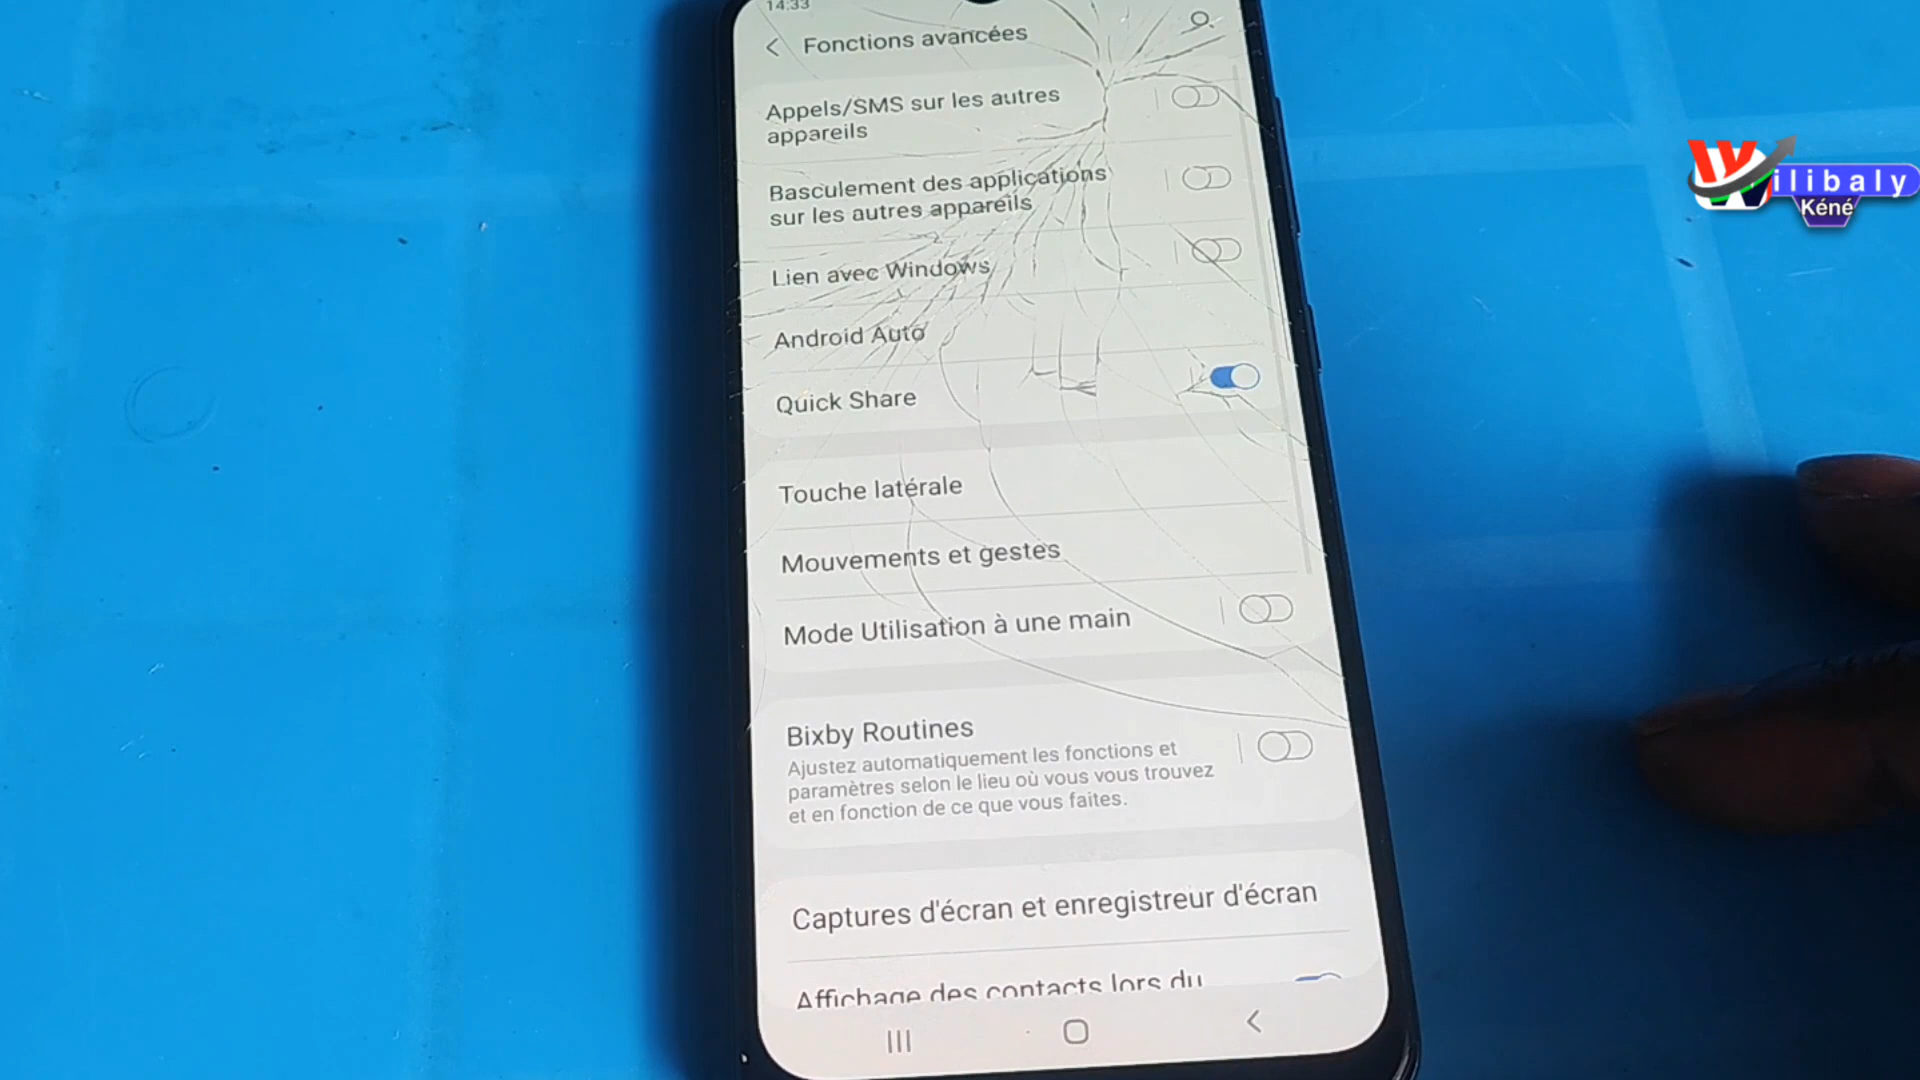 14:33
Fonctions avancées
Appels/SMS sur les autres
appareils
Basculement des applications
sur les autres appareils
Lien avec Windows
Android Auto
Quick Share
Touche latérale
Mouvements et gestes
Mode Utilisation à une main
Bixby Routines
Ajustez automatiquement les fonctions et
paramètres selon le lieu où vous vous trouvez
et en fonction de ce que vous faites.
Captures d'écran et enregistreur d'écran
Affichage des contacts lors du
Wilibaly
Kéné